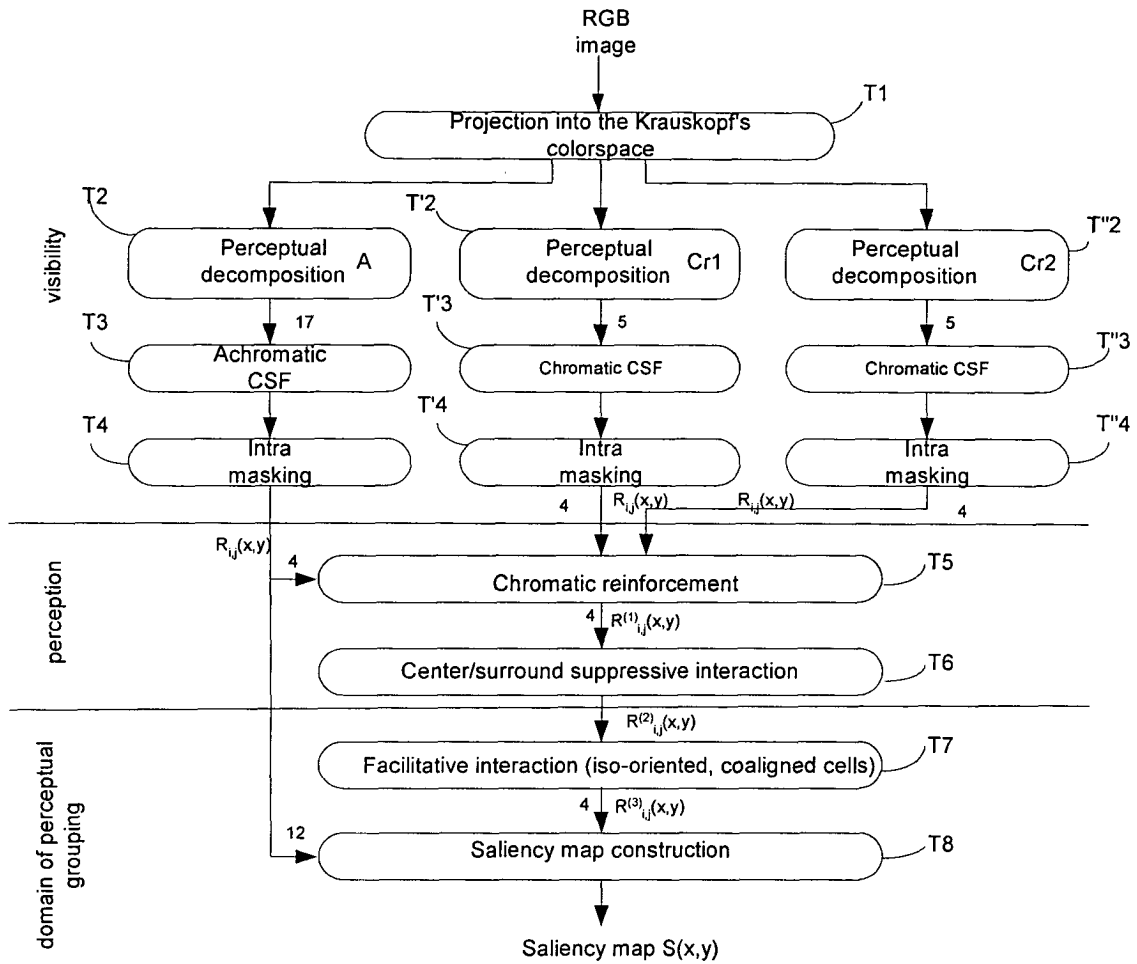 RGB
image
T1
Projection into the Krauskopf's
colorspace
T2
T'2
T''2
visibility
Perceptual
decomposition A
Perceptual
decomposition Cr1
Perceptual
decomposition Cr2
17
5
5
T3
T'3
T''3
Achromatic
CSF
Chromatic CSF
Chromatic CSF
T4
T'4
T''4
Intra
masking
Intra
masking
Intra
masking
4
Ri,j(x,y)
Ri,j(x,y)
4
Ri,j(x,y)
4
T5
Chromatic reinforcement
perception
4
R(1)i,j(x,y)
Center/surround suppressive interaction
T6
R(2)i,j(x,y)
T7
Facilitative interaction (iso-oriented, coaligned cells)
4
R(3)i,j(x,y)
domain of perceptual
grouping
12
Saliency map construction
T8
Saliency map S(x,y)